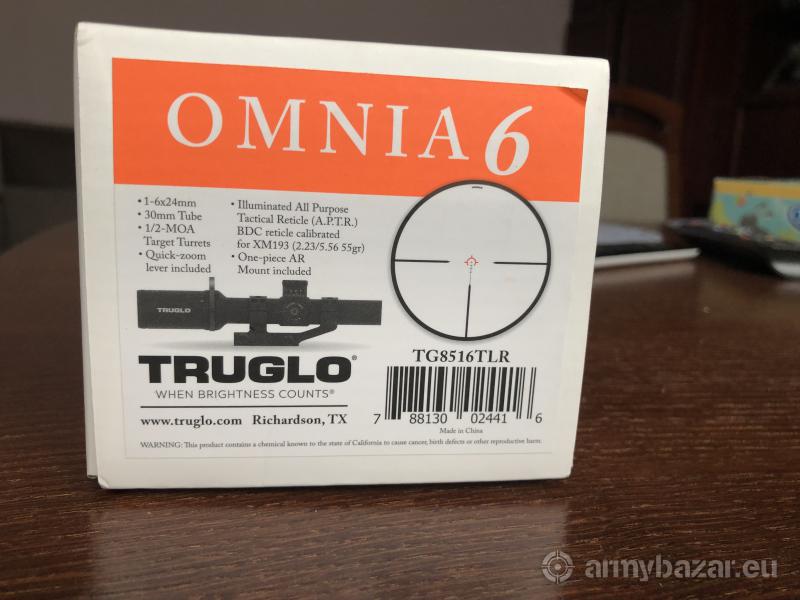 OMNIA6
• 1-6x24mm
• 30mm Tube
• 1/2-MOA
Target Turrets
• Quick-zoom
lever included
• Illuminated All Purpose
Tactical Reticle (A.P.T.R.)
BDC reticle calibrated
for XM193 (2.23/5.56 55gr)
• One-piece AR
Mount included
TRUGLO
TRUGLO®
WHEN BRIGHTNESS COUNTS®
www.truglo.com Richardson, TX
TG8516TLR
7 88130 02441 6
Made in China
WARNING: This product contains a chemical known to the state of California to cause cancer, birth defects or other reproductive harm.
armybazar.eu